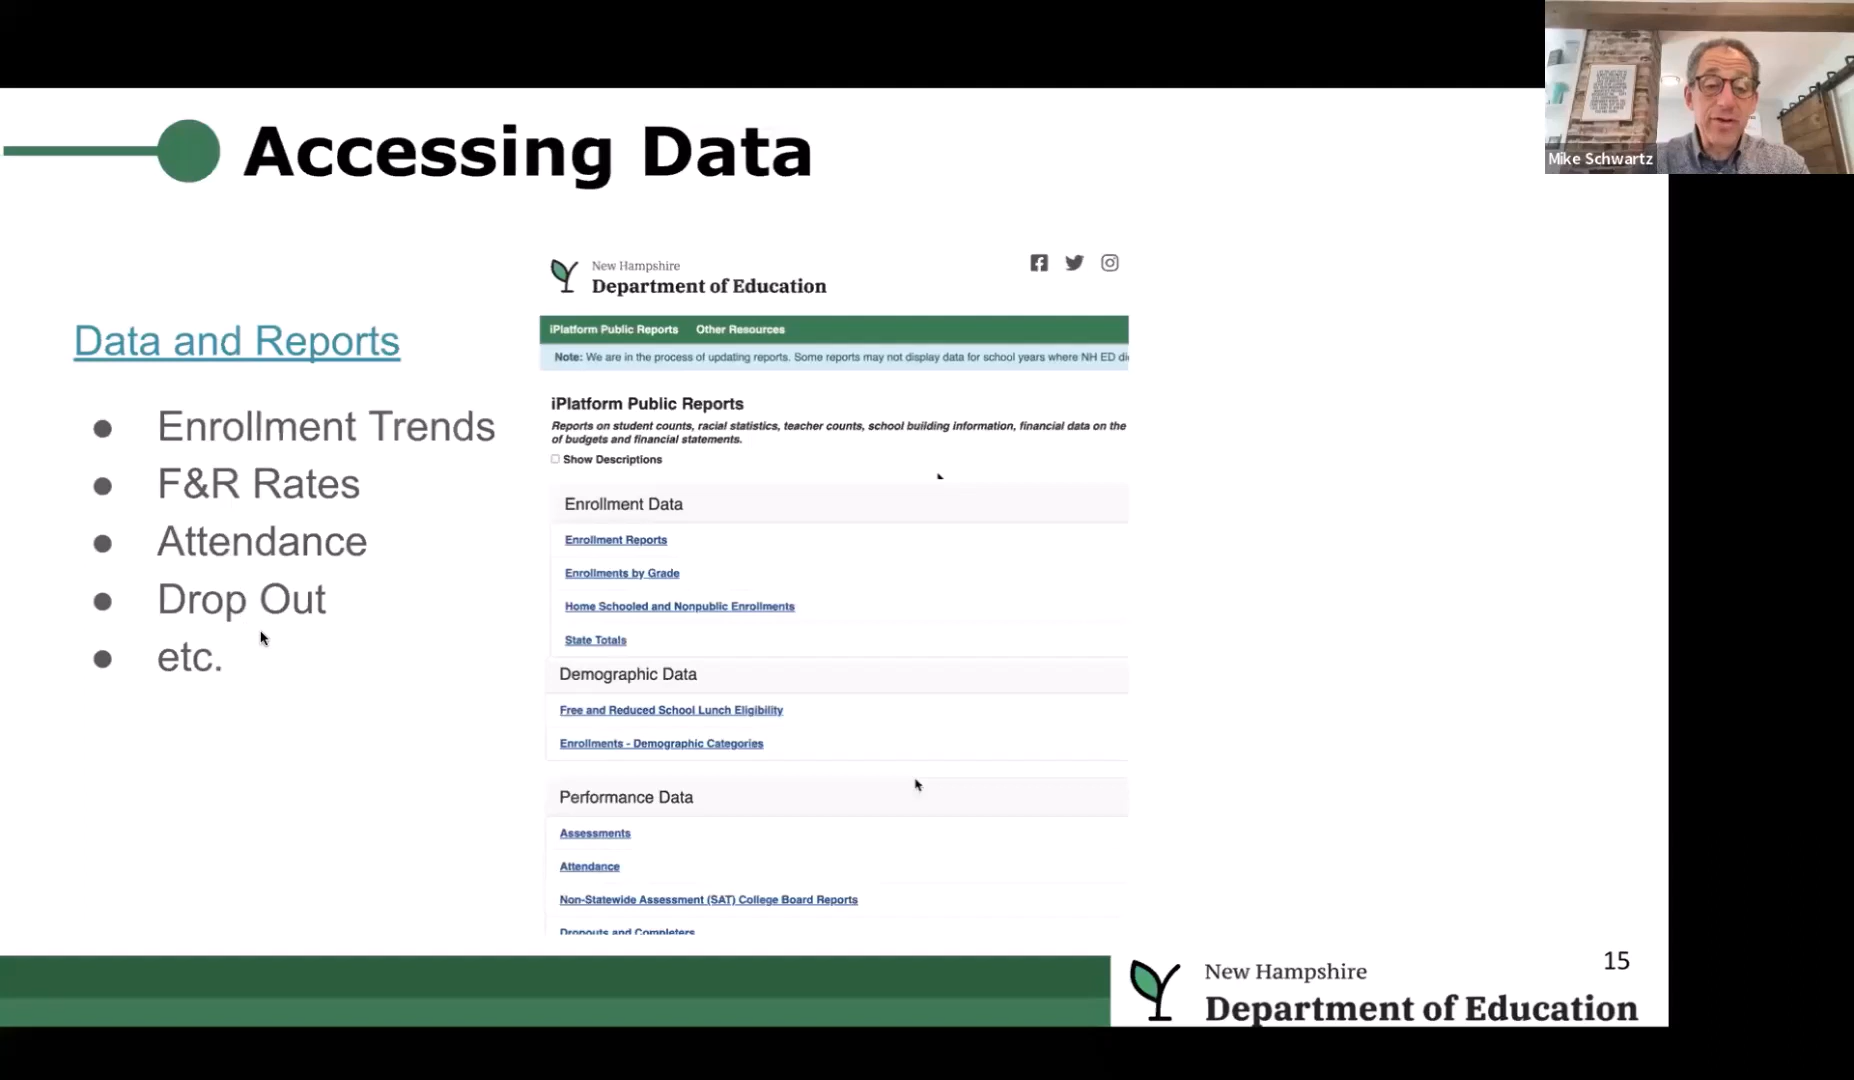 Mike Schwartz
Accessing Data
Data and Reports
● Enrollment Trends
● F&R Rates
● Attendance
● Drop Out
● etc.
New Hampshire
Department of Education
iPlatform Public Reports Other Resources
Note: We are in the process of updating reports. Some reports may not display data for school years where NH ED di
iPlatform Public Reports
Reports on student counts, racial statistics, teacher counts, school building information, financial data on the
of budgets and financial statements.
Show Descriptions
Enrollment Data
Enrollment Reports
Enrollments by Grade
Home Schooled and Nonpublic Enrollments
State Totals
Demographic Data
Free and Reduced School Lunch Eligibility
Enrollments - Demographic Categories
Performance Data
Assessments
Attendance
Non-Statewide Assessment (SAT) College Board Reports
Dropouts and Completers
15
New Hampshire
Department of Education